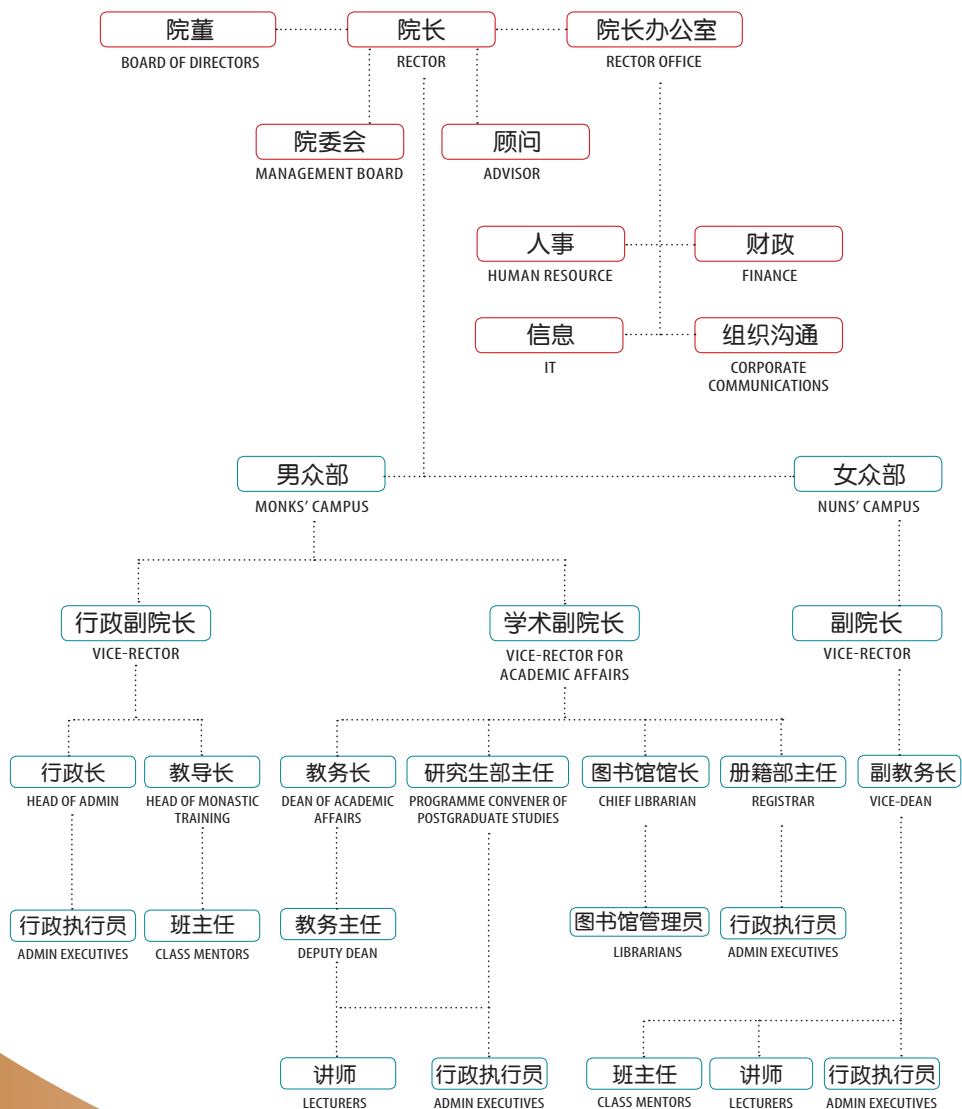 院董
BOARD OF DIRECTORS
院长
RECTOR
院长办公室
RECTOR OFFICE
院委会
MANAGEMENT BOARD
顾问
ADVISOR
人事
HUMAN RESOURCE
财政
FINANCE
信息
IT
组织沟通
CORPORATE
COMMUNICATIONS
男众部
MONKS' CAMPUS
女众部
NUNS' CAMPUS
行政副院长
VICE-RECTOR
学术副院长
VICE-RECTOR FOR
ACADEMIC AFFAIRS
副院长
VICE-RECTOR
行政长
HEAD OF ADMIN
教导长
HEAD OF MONASTIC
TRAINING
教务长
DEAN OF ACADEMIC
AFFAIRS
研究生部主任
PROGRAMME CONVENER OF
POSTGRADUATE STUDIES
图书馆馆长
CHIEF LIBRARIAN
册籍部主任
REGISTRAR
副教务长
VICE-DEAN
行政执行员
ADMIN EXECUTIVES
班主任
CLASS MENTORS
教务主任
DEPUTY DEAN
图书馆管理员
LIBRARIANS
行政执行员
ADMIN EXECUTIVES
讲师
LECTURERS
行政执行员
ADMIN EXECUTIVES
班主任
CLASS MENTORS
讲师
LECTURERS
行政执行员
ADMIN EXECUTIVES